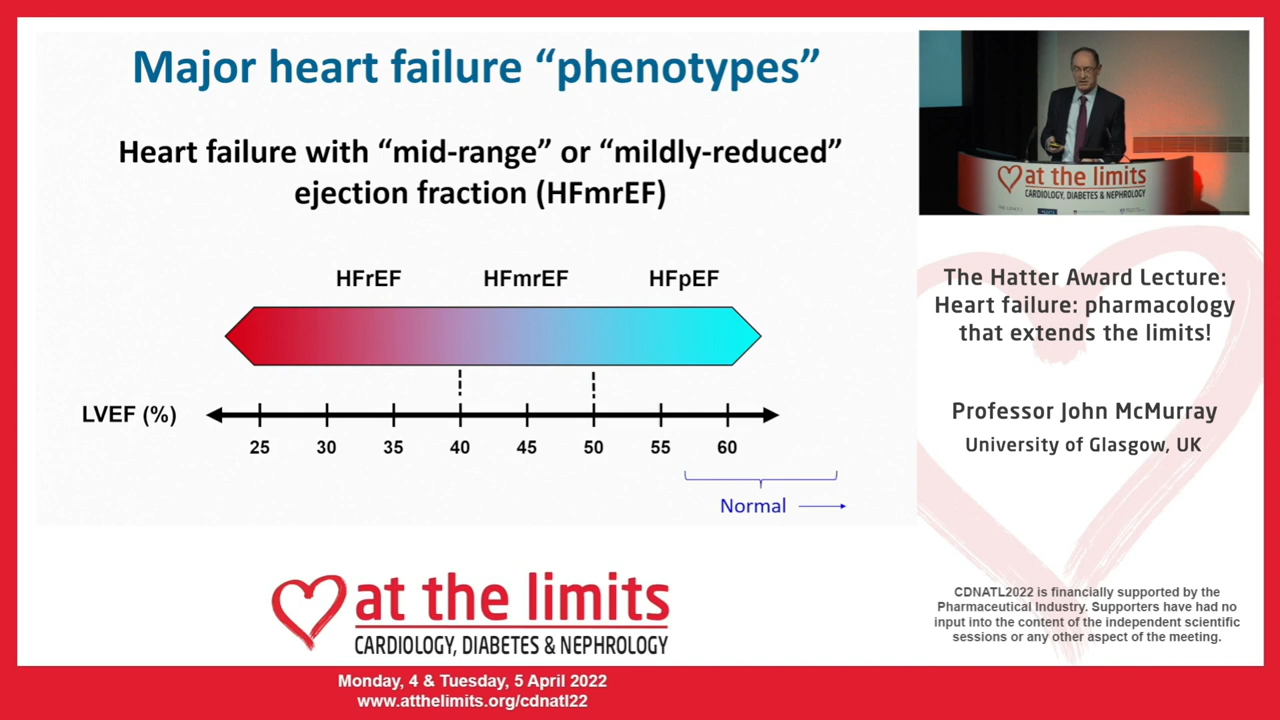 Major heart failure “phenotypes”
Heart failure with “mid-range” or “mildly-reduced”
ejection fraction (HFmrEF)
HFrEF HFmrEF HFpEF
LVEF (%)
25 30 35 40 45 50 55 60
Normal
at the limits
CARDIOLOGY, DIABETES & NEPHROLOGY
Monday, 4 & Tuesday, 5 April 2022
www.atthelimits.org/cdnatl22
at the limits
CARDIOLOGY, DIABETES & NEPHROLOGY
The Hatter Award Lecture:
Heart failure: pharmacology
that extends the limits!
Professor John McMurray
University of Glasgow, UK
CDNATL2022 is financially supported by the
Pharmaceutical Industry. Supporters have had no
input into the content of the independent scientific
sessions or any other aspect of the meeting.